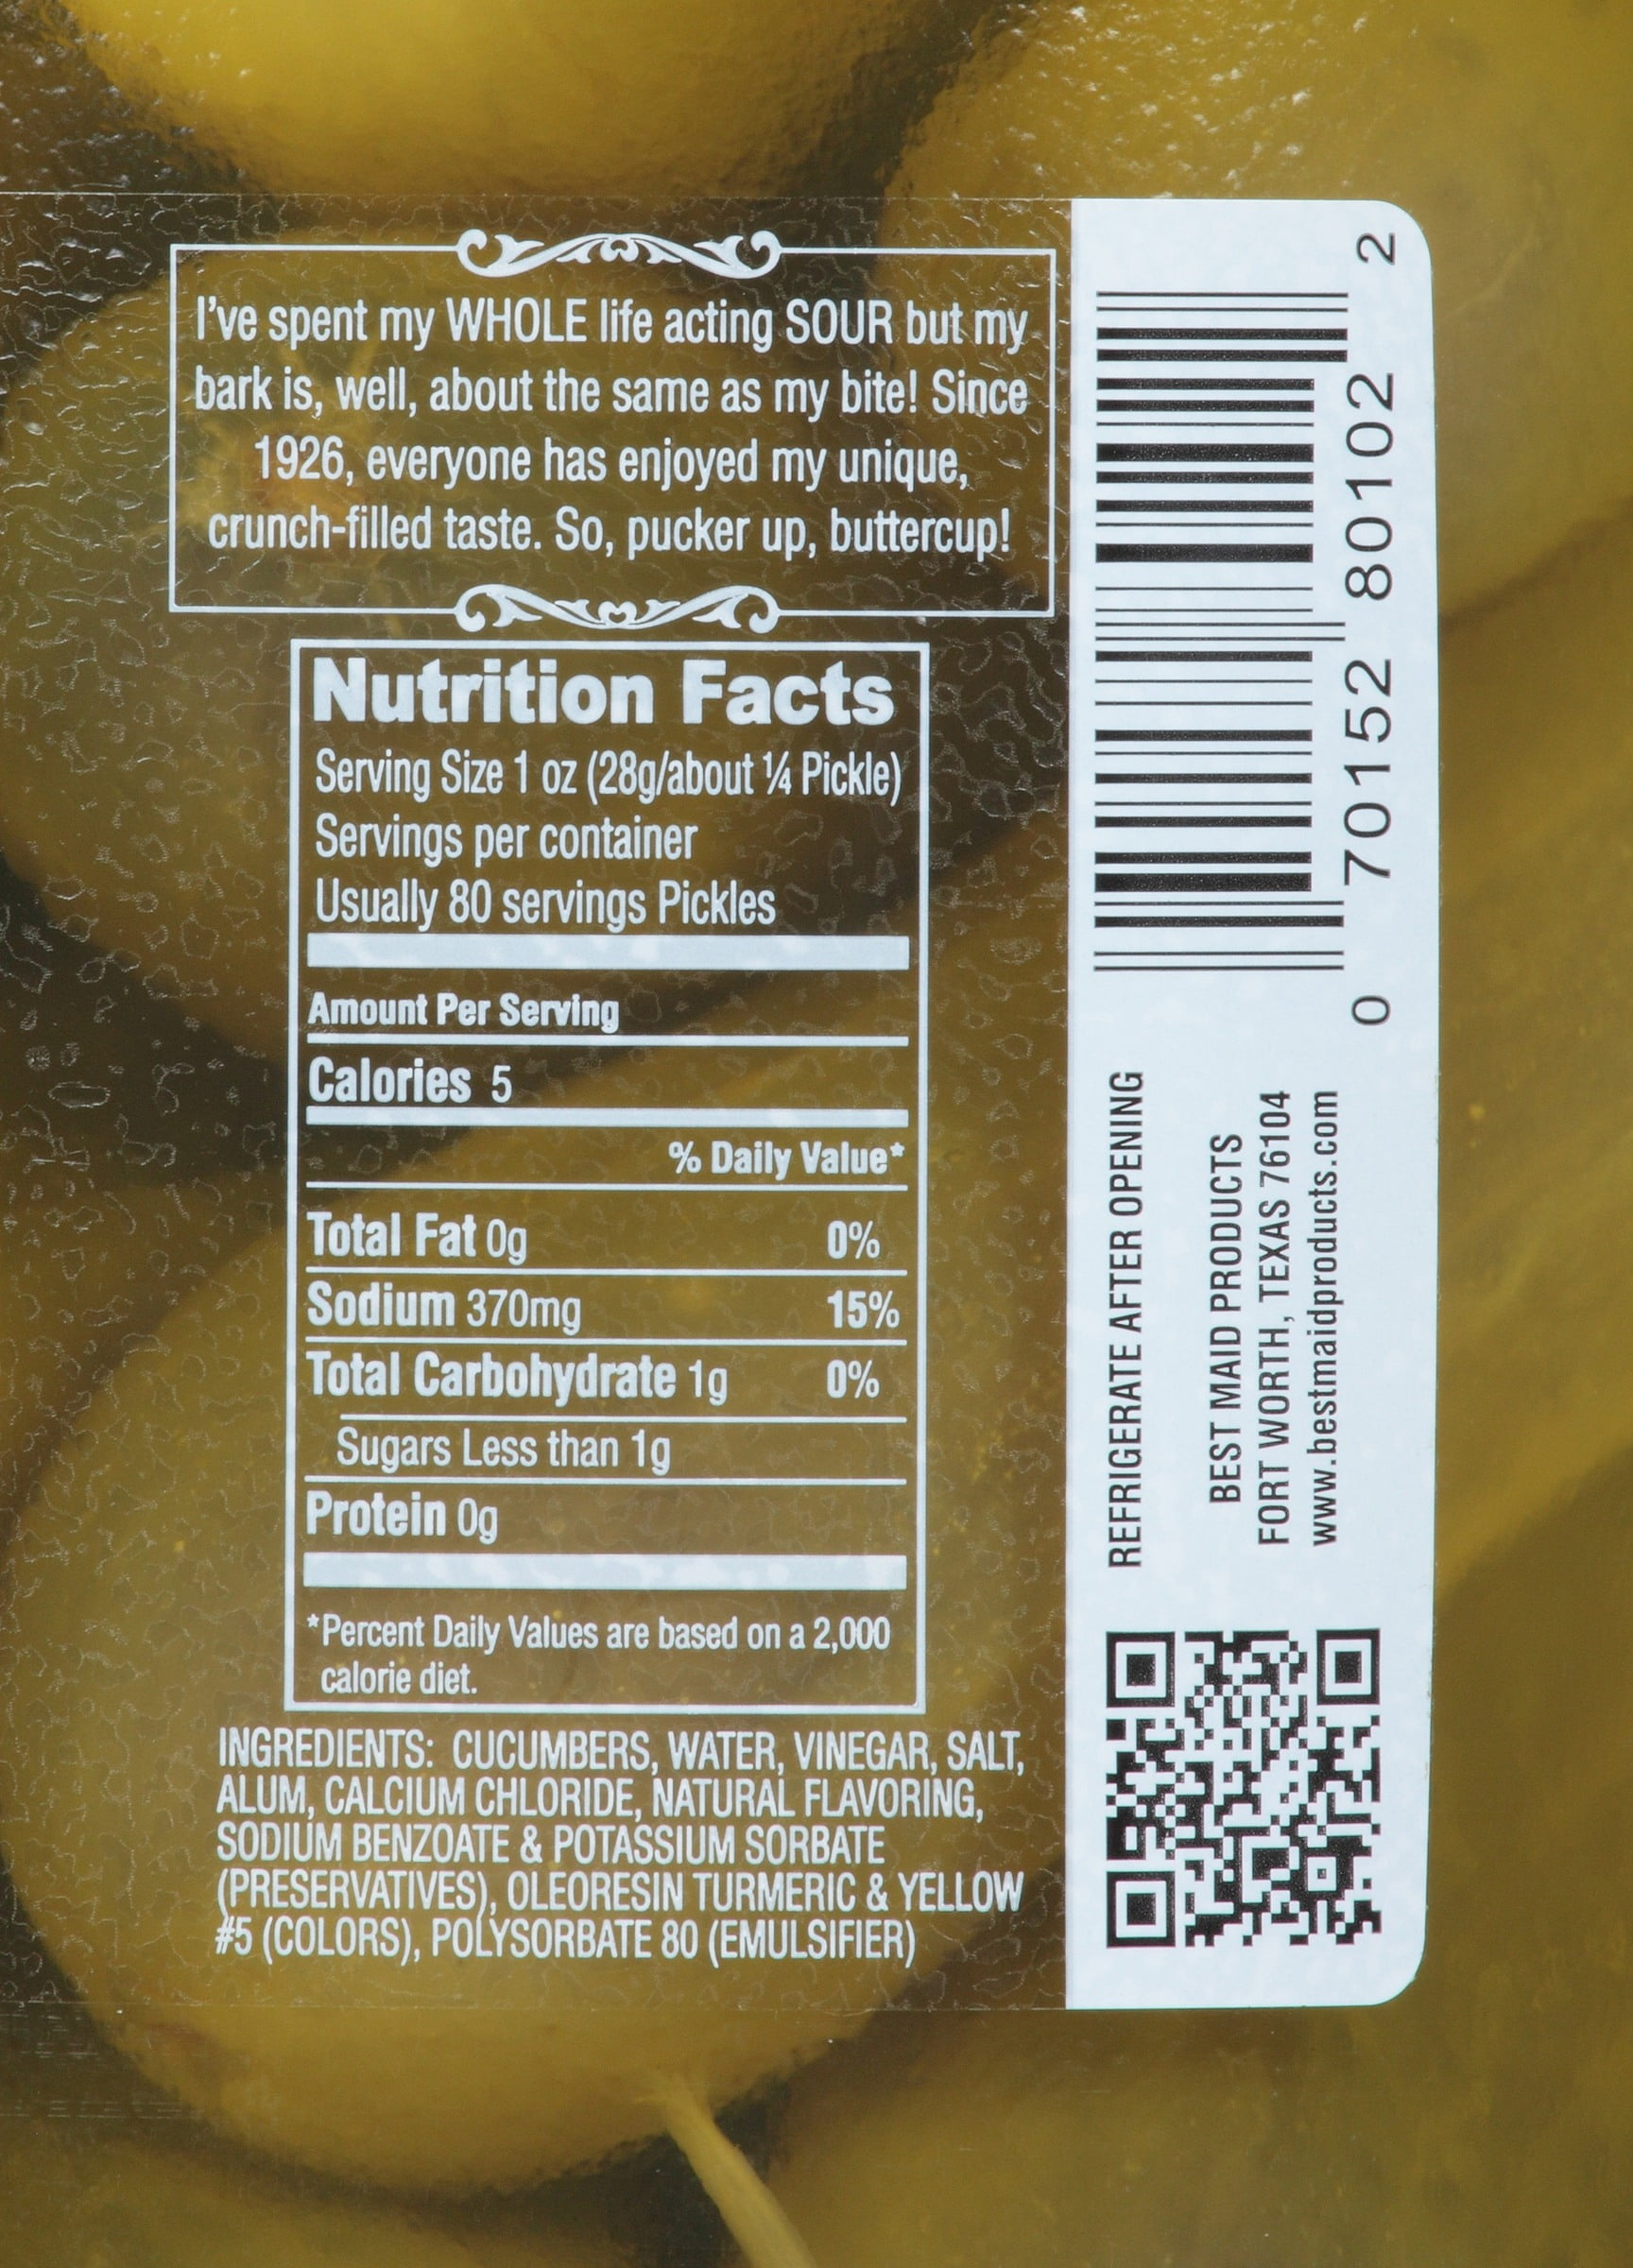 I've spent my WHOLE life acting SOUR but my
bark is, well, about the same as my bite! Since
1926, everyone has enjoyed my unique,
crunch-filled taste. So, pucker up, buttercup!
Nutrition Facts
Serving Size 1 oz (28g/about ¼ Pickle)
Servings per container
Usually 80 servings Pickles
Amount Per Serving
Calories 5
% Daily Value*
Total Fat 0g 0%
Sodium 370mg 15%
Total Carbohydrate 1g 0%
Sugars Less than 1g
Protein 0g
*Percent Daily Values are based on a 2,000
calorie diet.
INGREDIENTS: CUCUMBERS, WATER, VINEGAR, SALT,
ALUM, CALCIUM CHLORIDE, NATURAL FLAVORING,
SODIUM BENZOATE & POTASSIUM SORBATE
(PRESERVATIVES), OLEORESIN TURMERIC & YELLOW
#5 (COLORS), POLYSORBATE 80 (EMULSIFIER)
REFRIGERATE AFTER OPENING
BEST MAID PRODUCTS
FORT WORTH, TEXAS 76104
www.bestmaidproducts.com
0 70152 80102 2